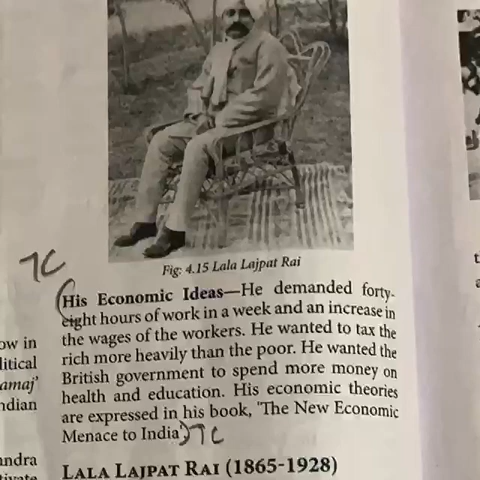 Fig: 4.15 Lala Lajpat Rai
7C
His Economic Ideas—He demanded forty-
eight hours of work in a week and an increase in
the wages of the workers. He wanted to tax the
rich more heavily than the poor. He wanted the
British government to spend more money on
health and education. His economic theories
are expressed in his book, 'The New Economic
Menace to India' 7C
LALA LAJPAT RAI (1865-1928)
ow in
litical
amaj'
ndian
andra